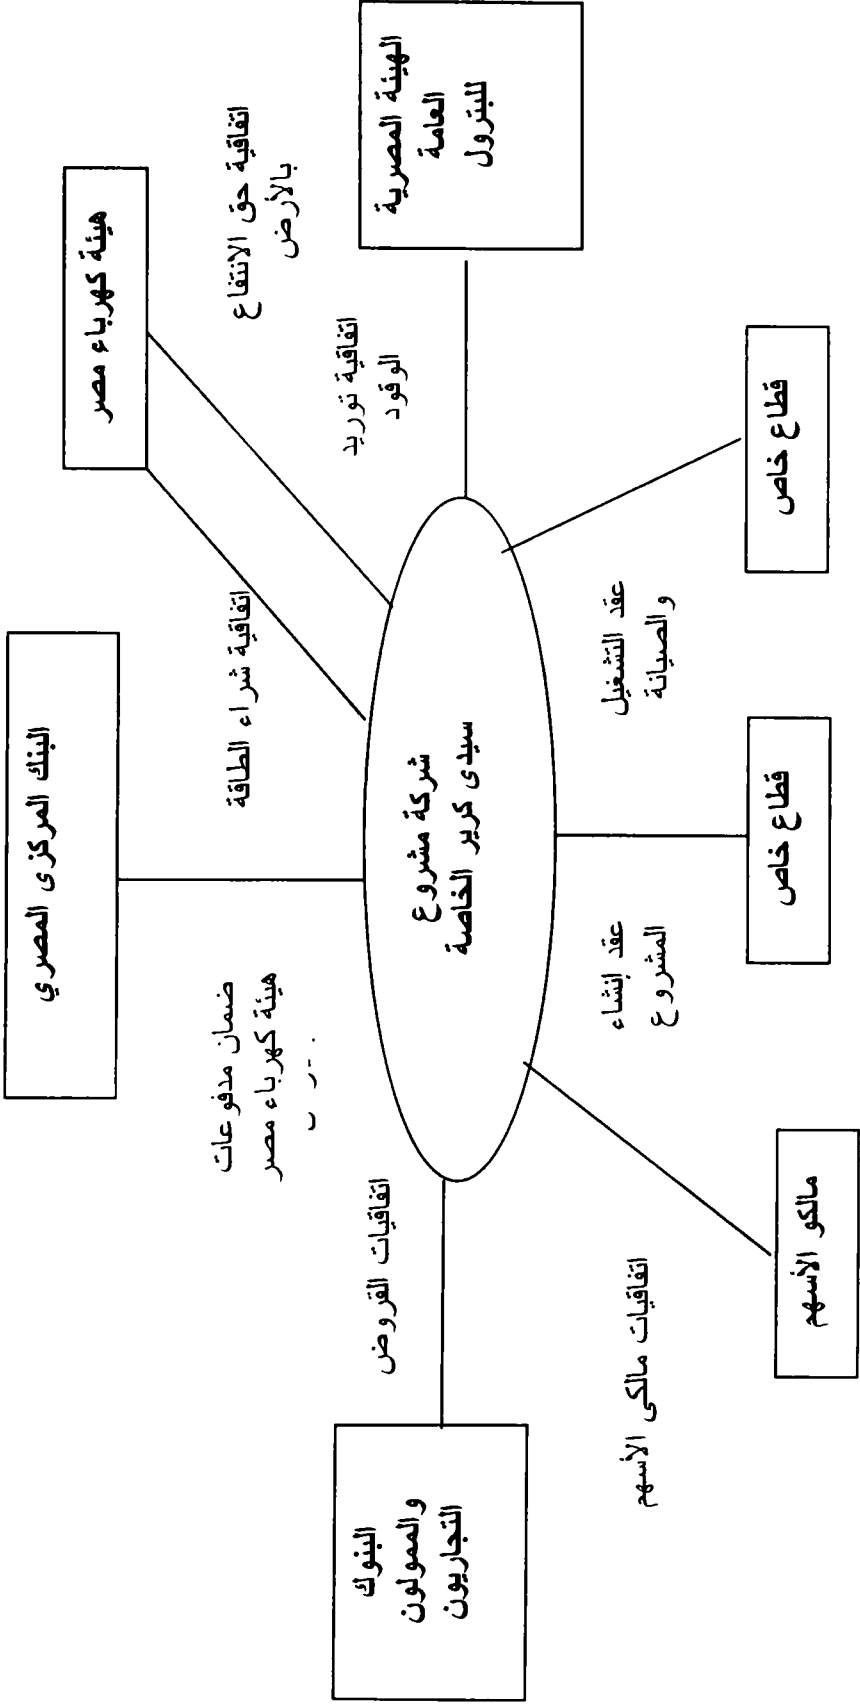 البنك المركزى المصري
هيئة كهرباء مصر
ضمان مدفوعات
هيئة كهرباء مصر
اتفاقية شراء الطاقة
اتفاقية حق الانتفاع
بالأرض
اتفاقية توريد
الوقود
الهيئة المصرية
العامة
للبترول
اتفاقيات القروض
البنوك
والممولون
التجاريون
شركة مشروع
سيدى كرير الخاصة
عقد التشغيل
والصيانة
عقد إنشاء
المشروع
اتفاقيات مالكى الأسهم
قطاع خاص
قطاع خاص
مالكو الأسهم